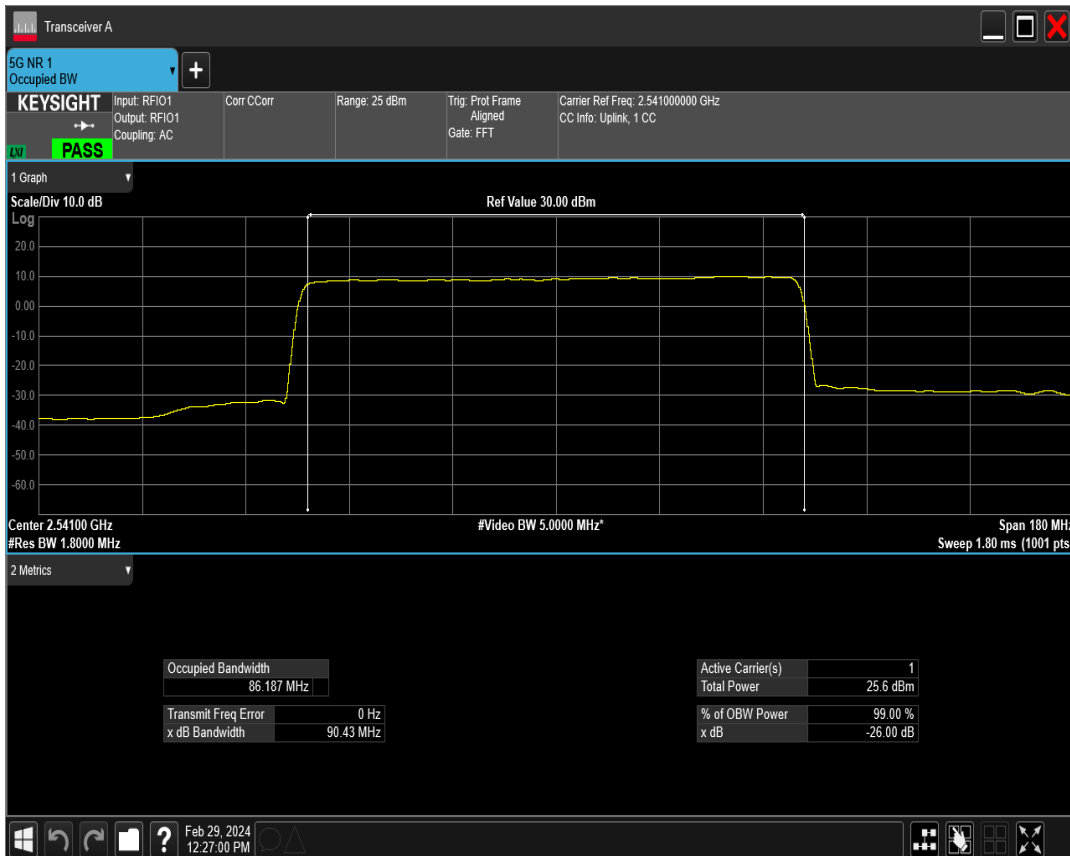 Transceiver A
5G NR 1
Occupied BW
+
KEYSIGHT
LXI
PASS
Input: RFIO1
Output: RFIO1
Coupling: AC
Corr CCorr
Range: 25 dBm
Trig: Prot Frame
Aligned
Gate: FFT
Carrier Ref Freq: 2.541000000 GHz
CC Info: Uplink, 1 CC
1 Graph
Scale/Div 10.0 dB
Ref Value 30.00 dBm
Log
20.0
10.0
0.00
-10.0
-20.0
-30.0
-40.0
-50.0
-60.0
Center 2.54100 GHz
#Video BW 5.0000 MHz*
Span 180 MHz
#Res BW 1.8000 MHz
Sweep 1.80 ms (1001 pts
2 Metrics
Occupied Bandwidth
86.187 MHz
Transmit Freq Error 0 Hz
x dB Bandwidth 90.43 MHz
Active Carrier(s) 1
Total Power 25.6 dBm
% of OBW Power 99.00 %
x dB -26.00 dB
?
Feb 29, 2024
12:27:00 PM